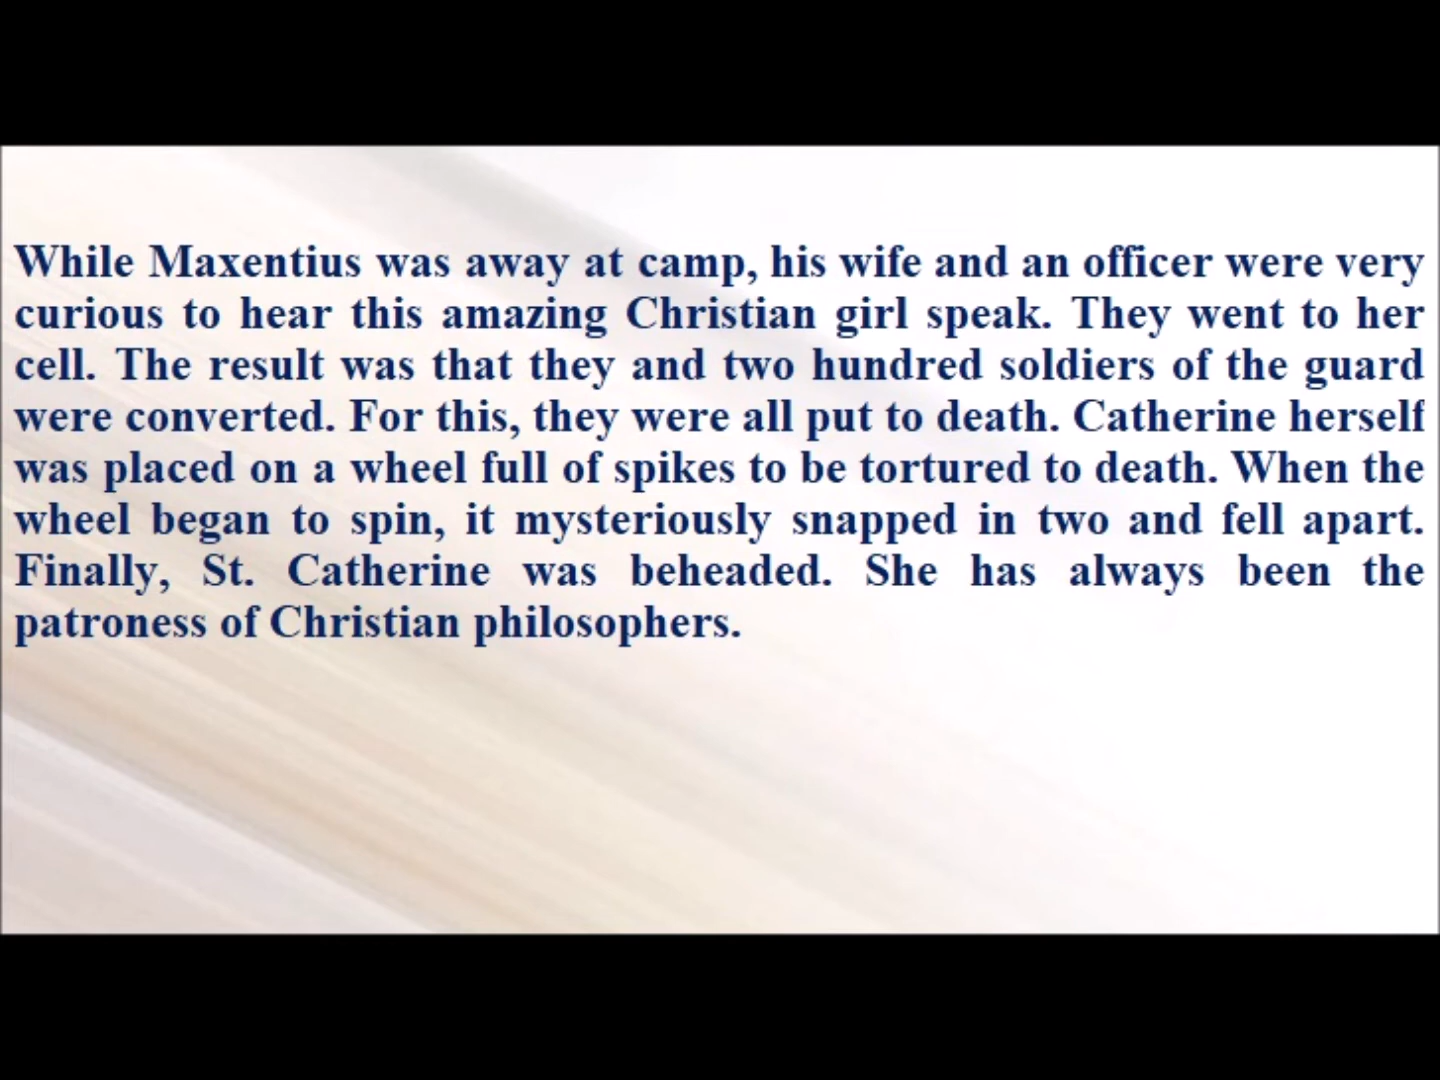 While Maxentius was away at camp, his wife and an officer were very
curious to hear this amazing Christian girl speak. They went to her
cell. The result was that they and two hundred soldiers of the guard
were converted. For this, they were all put to death. Catherine herself
was placed on a wheel full of spikes to be tortured to death. When the
wheel began to spin, it mysteriously snapped in two and fell apart.
Finally, St. Catherine was beheaded. She has always been the
patroness of Christian philosophers.